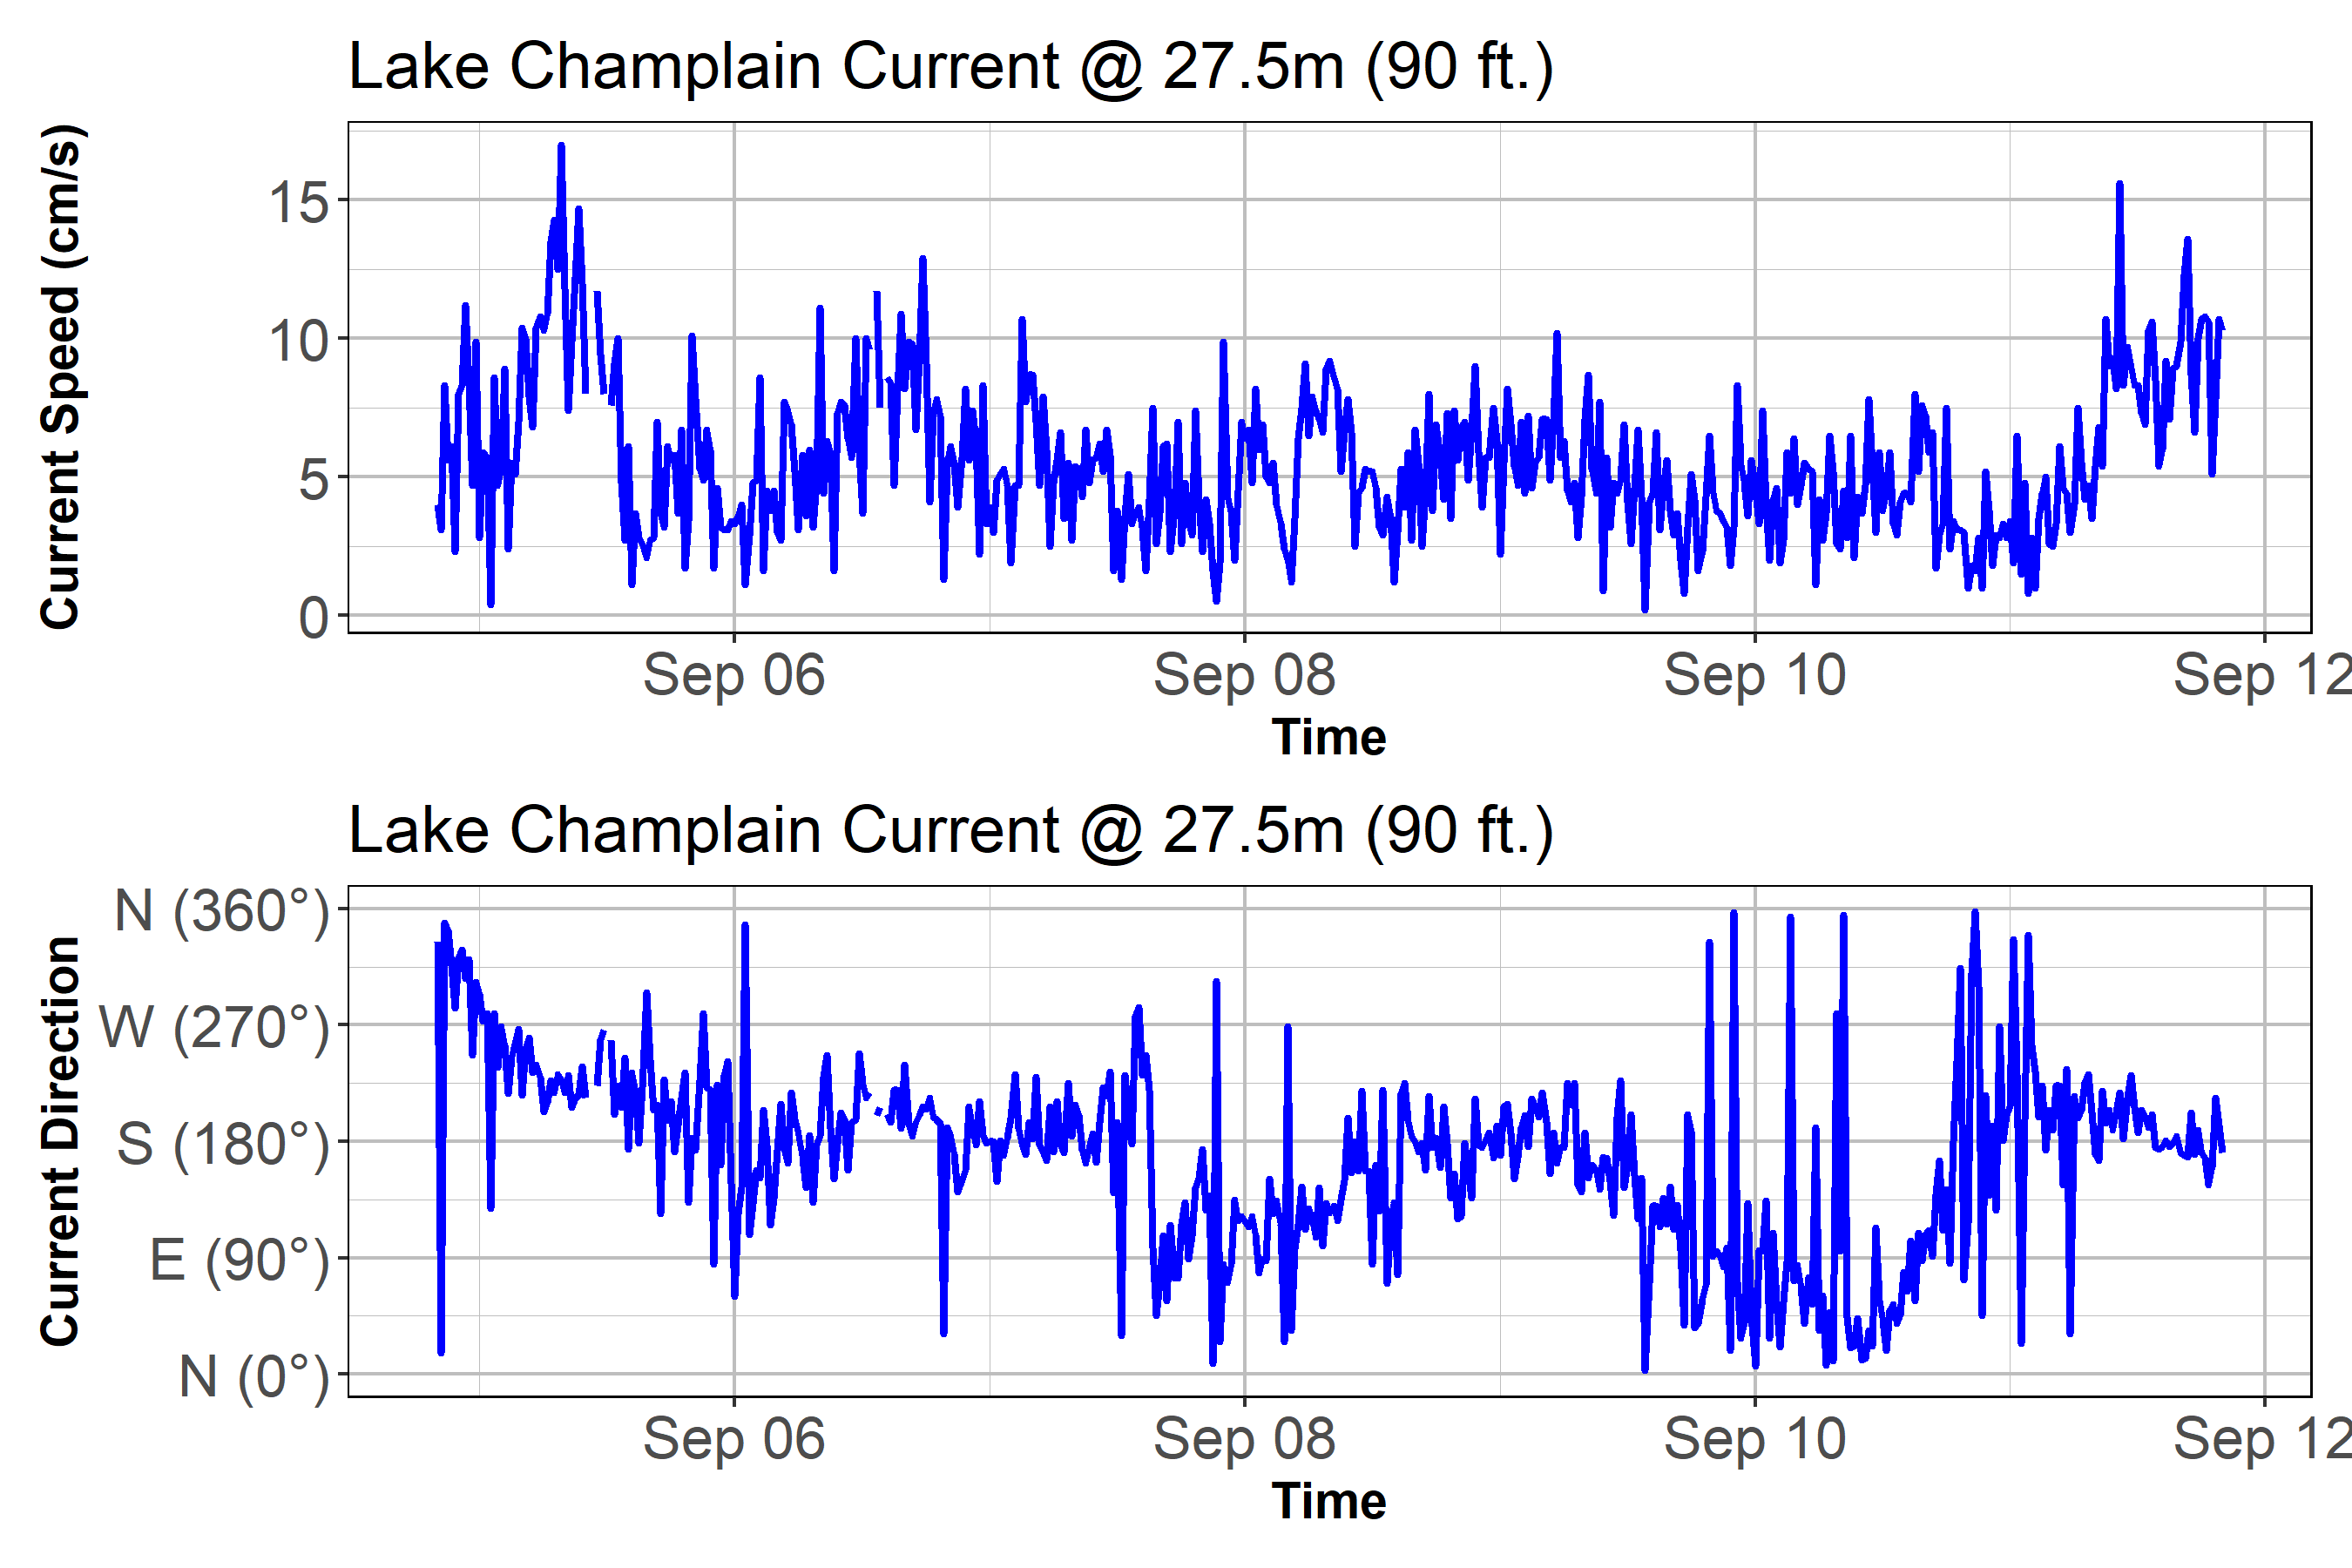 Lake Champlain Current @ 27.5m (90 ft.)
Current Speed (cm/s)
15
10
5
0
Sep 06 Sep 08 Sep 10 Sep 12
Time
Lake Champlain Current @ 27.5m (90 ft.)
Current Direction
N (360°)
W (270°)
S (180°)
E (90°)
N (0°)
Sep 06 Sep 08 Sep 10 Sep 12
Time